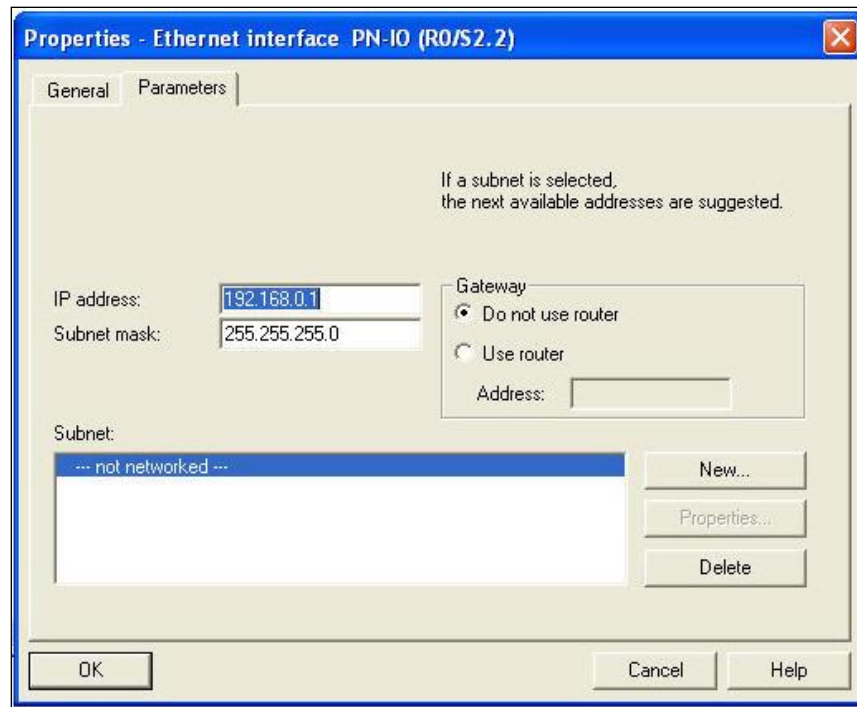 Properties - Ethernet interface PN-IO (R0/S2.2)
General
Parameters
If a subnet is selected,
the next available addresses are suggested.
IP address:
192.168.0.1
Subnet mask:
255.255.255.0
Gateway
Do not use router
Use router
Address:
Subnet:
--- not networked ---
New...
Properties...
Delete
OK
Cancel
Help